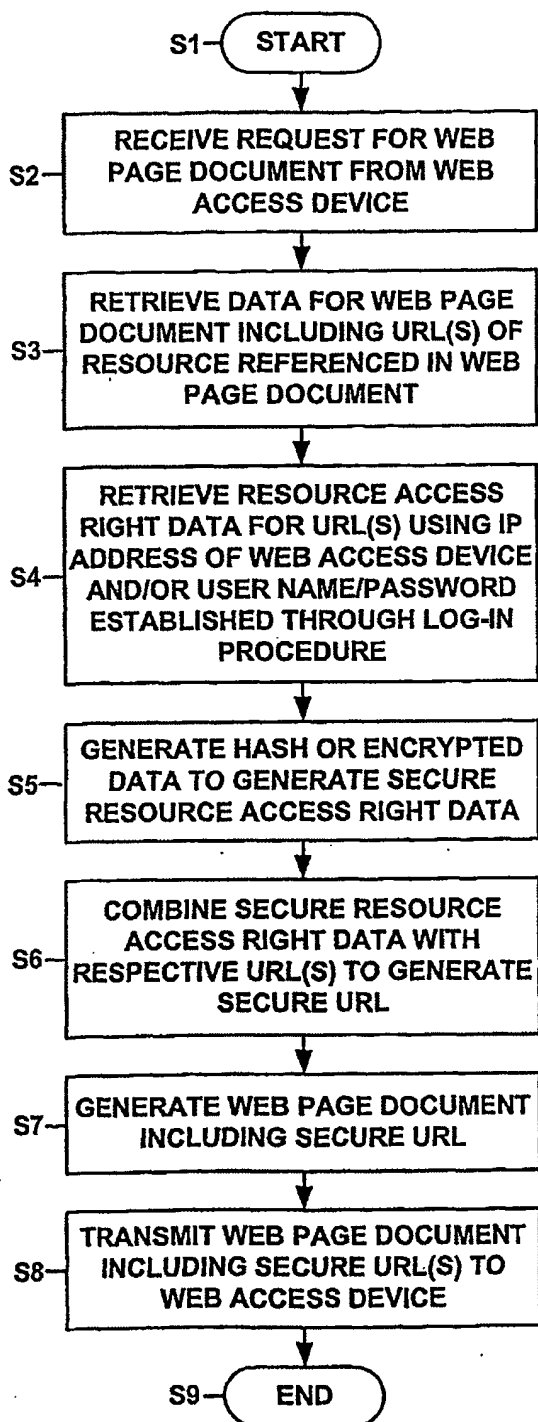 S1 START
S2 RECEIVE REQUEST FOR WEB
PAGE DOCUMENT FROM WEB
ACCESS DEVICE
S3 RETRIEVE DATA FOR WEB PAGE
DOCUMENT INCLUDING URL(S) OF
RESOURCE REFERENCED IN WEB
PAGE DOCUMENT
S4 RETRIEVE RESOURCE ACCESS
RIGHT DATA FOR URL(S) USING IP
ADDRESS OF WEB ACCESS DEVICE
AND/OR USER NAME/PASSWORD
ESTABLISHED THROUGH LOG-IN
PROCEDURE
S5 GENERATE HASH OR ENCRYPTED
DATA TO GENERATE SECURE
RESOURCE ACCESS RIGHT DATA
S6 COMBINE SECURE RESOURCE
ACCESS RIGHT DATA WITH
RESPECTIVE URL(S) TO GENERATE
SECURE URL
S7 GENERATE WEB PAGE DOCUMENT
INCLUDING SECURE URL
S8 TRANSMIT WEB PAGE DOCUMENT
INCLUDING SECURE URL(S) TO
WEB ACCESS DEVICE
S9 END